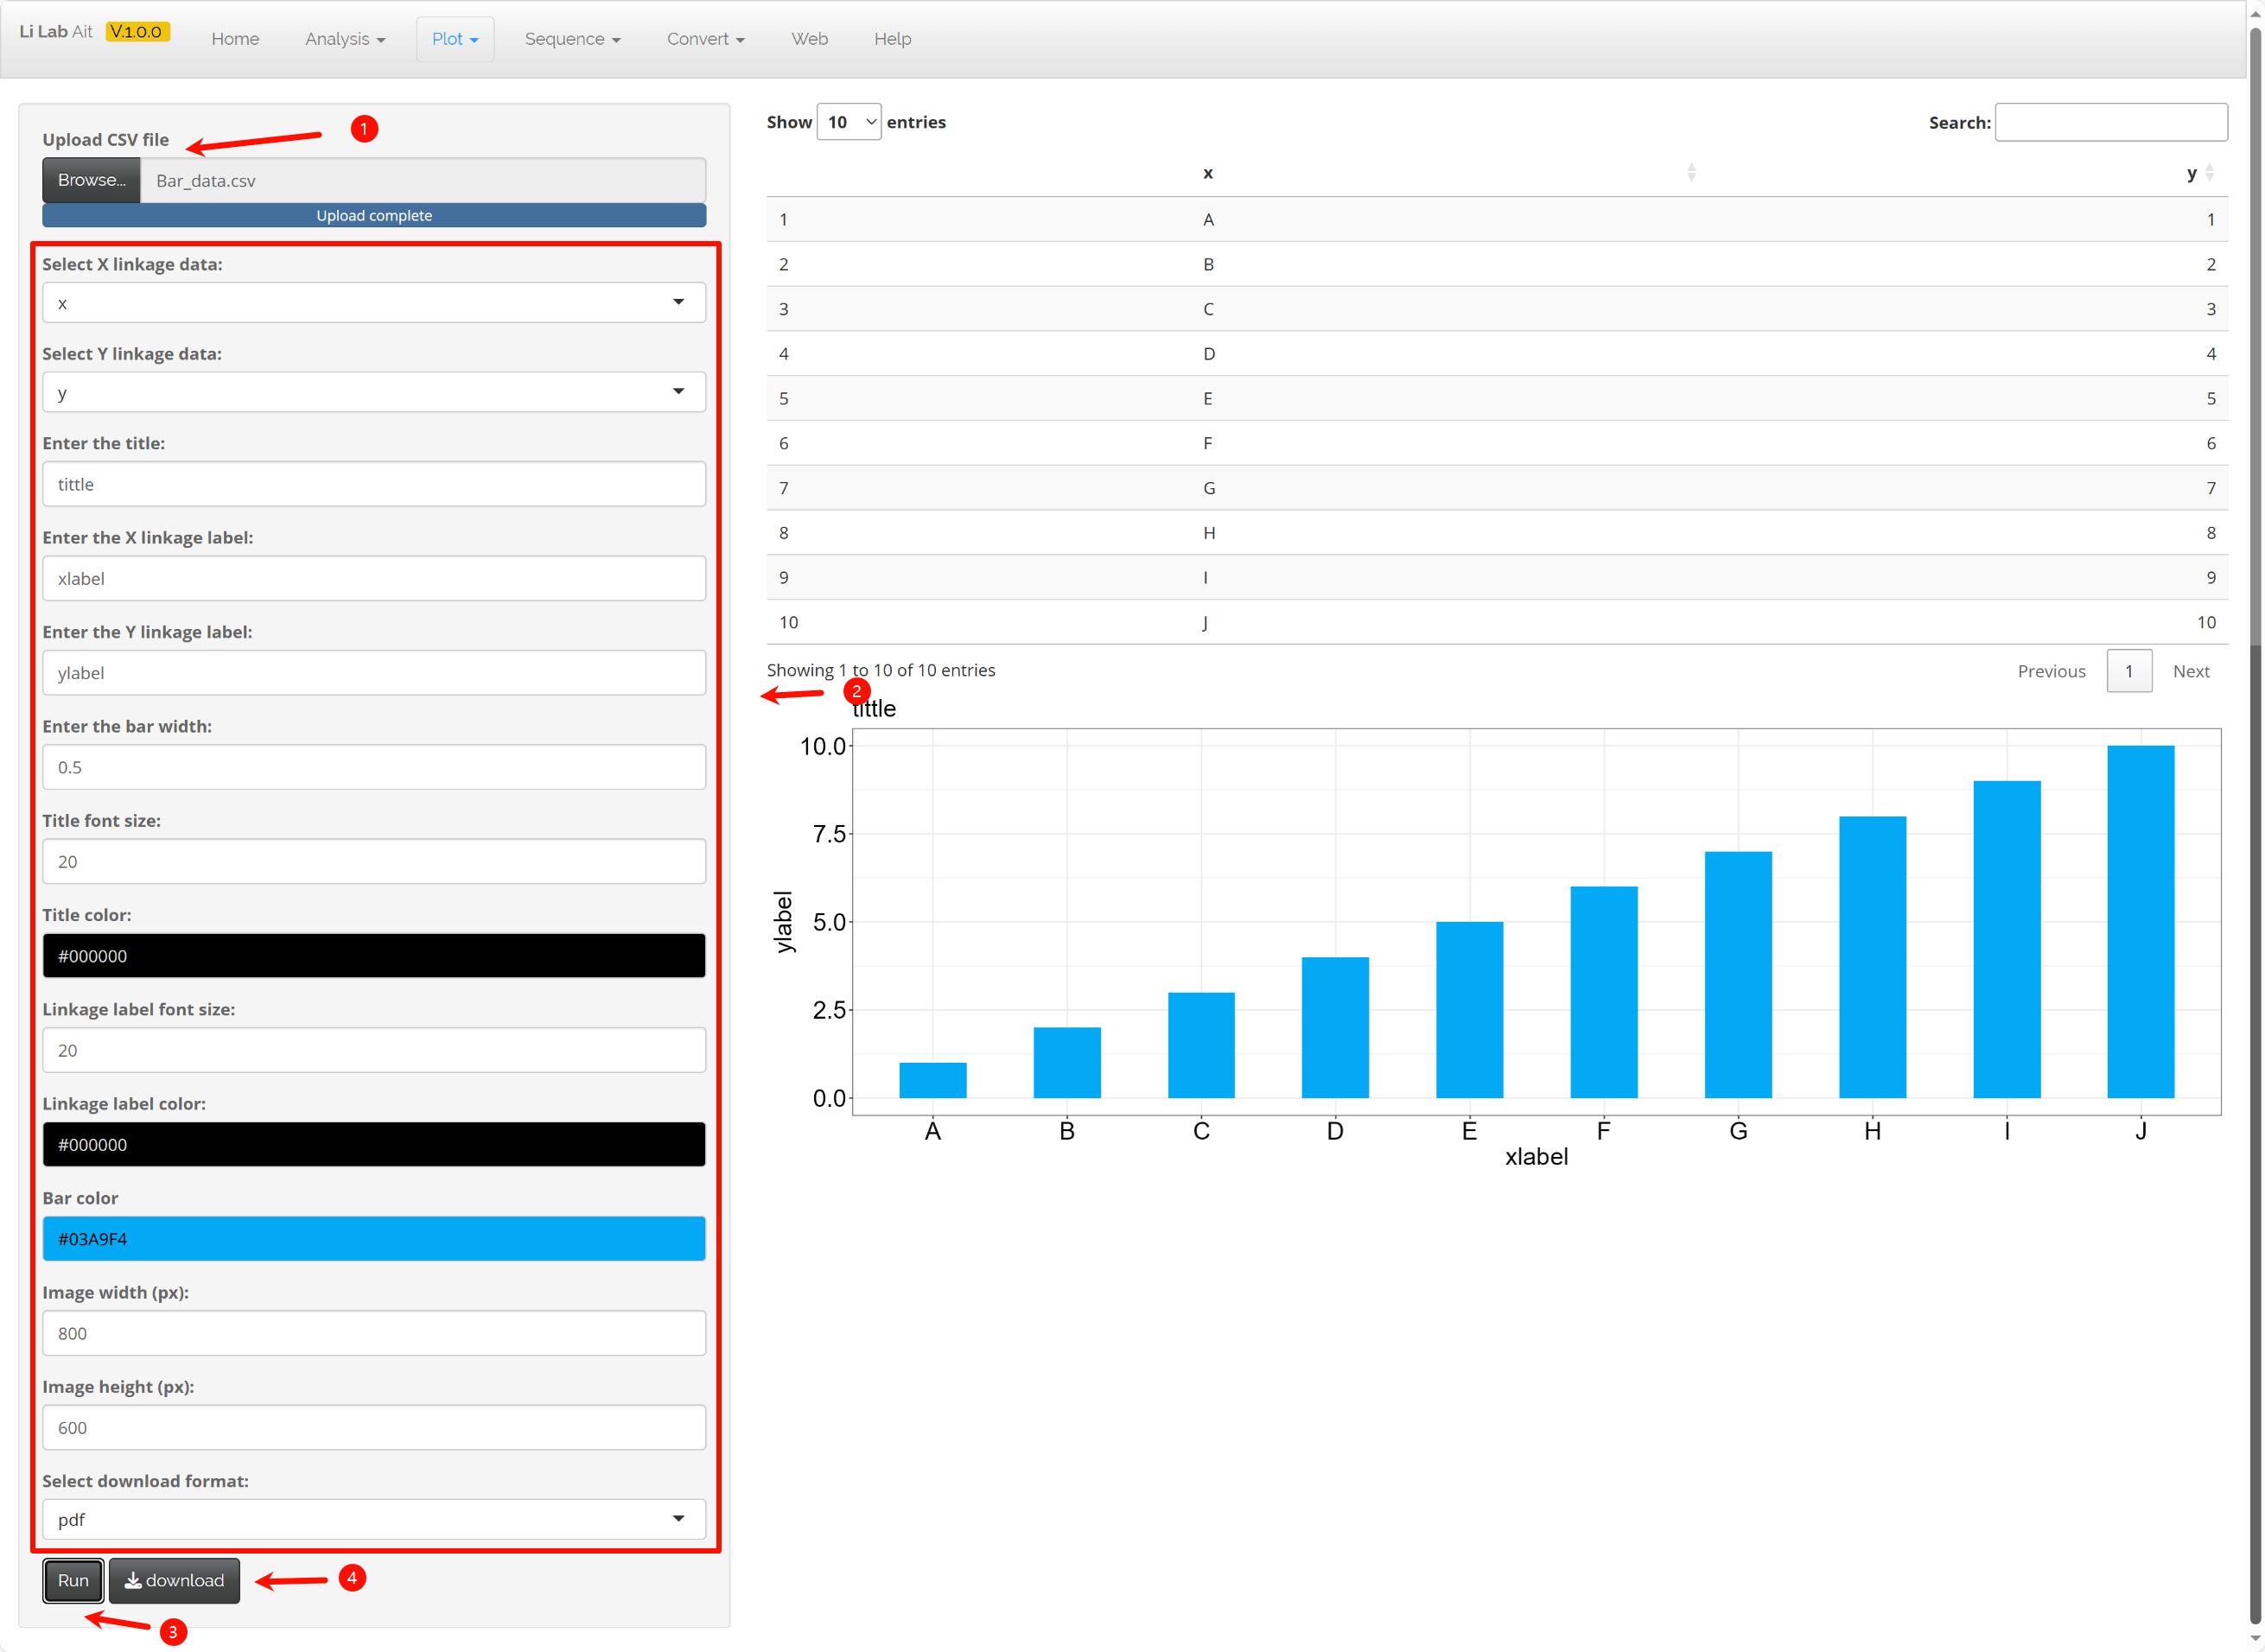 Li Lab Ait V.1.0.0 Home Analysis Plot Sequence Convert Web Help
Upload CSV file
1
Browse... Bar_data.csv
Upload complete
Select X linkage data:
x
Select Y linkage data:
y
Enter the title:
tittle
Enter the X linkage label:
xlabel
Enter the Y linkage label:
ylabel
Enter the bar width:
0.5
Title font size:
20
Title color:
#000000
Linkage label font size:
20
Linkage label color:
#000000
Bar color
#03A9F4
Image width (px):
800
Image height (px):
600
Select download format:
pdf
Run download
4
3
Show 10 entries Search:
x y
1 A 1
2 B 2
3 C 3
4 D 4
5 E 5
6 F 6
7 G 7
8 H 8
9 I 9
10 J 10
Showing 1 to 10 of 10 entries Previous 1 Next
2
tittle
10.0
7.5
5.0
2.5
0.0
ylabel
A B C D E F G H I J
xlabel